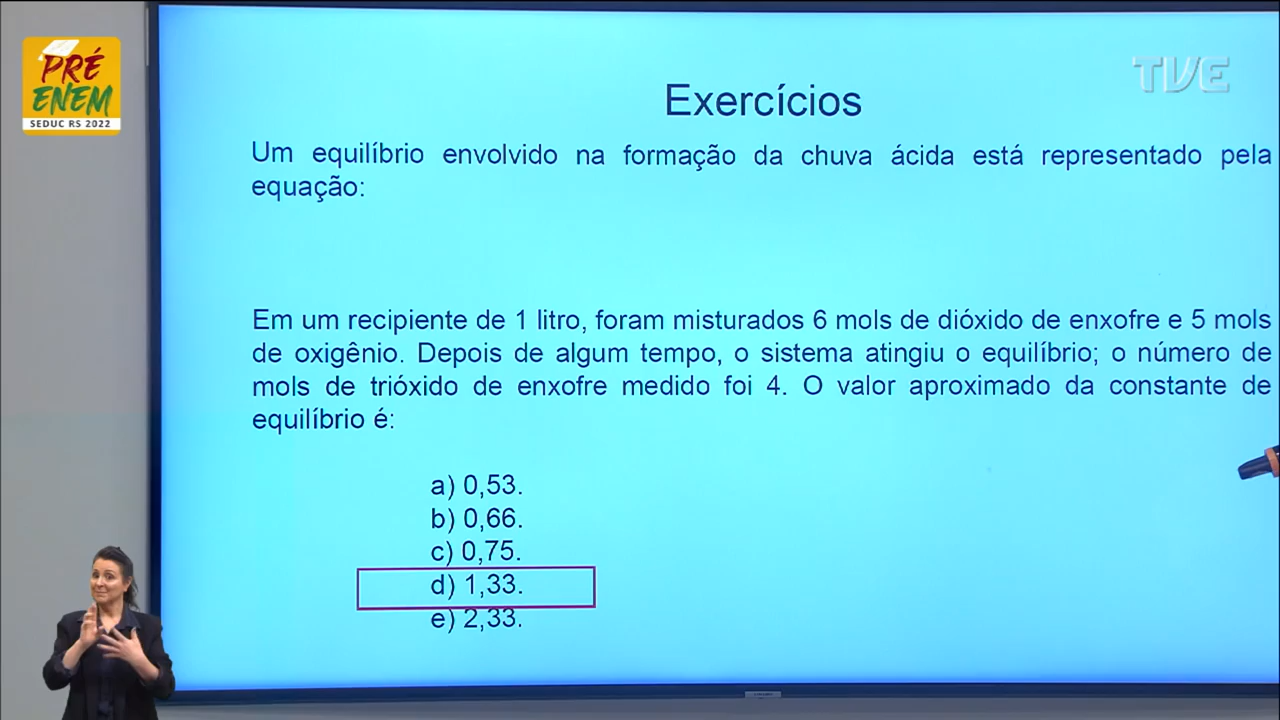 PRÉ
ENEM
SEDUC RS 2022
TVE
Exercícios
Um equilíbrio envolvido na formação da chuva ácida está representado pela
equação:
Em um recipiente de 1 litro, foram misturados 6 mols de dióxido de enxofre e 5 mols
de oxigênio. Depois de algum tempo, o sistema atingiu o equilíbrio; o número de
mols de trióxido de enxofre medido foi 4. O valor aproximado da constante de
equilíbrio é:
a) 0,53.
b) 0,66.
c) 0,75.
d) 1,33.
e) 2,33.